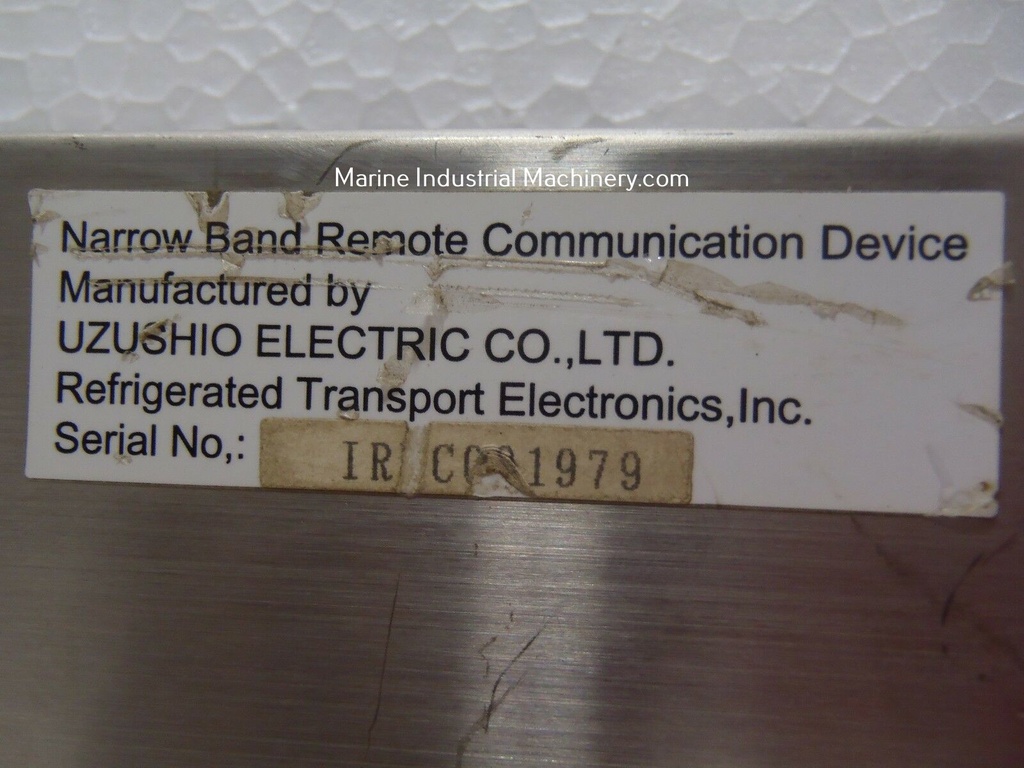 Marine Industrial Machinery.com
Narrow Band Remote Communication Device
Manufactured by
UZUSHIO ELECTRIC CO.,LTD.
Refrigerated Transport Electronics,Inc.
Serial No,: